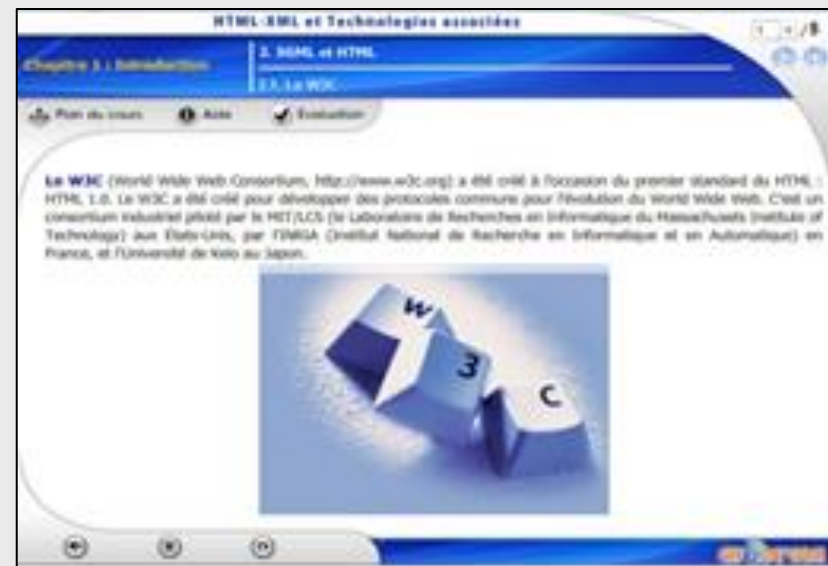 HTML-XML et Technologies associées
/8
Chapitre 1 : Introduction
2. SGML et HTML
2.1. Le W3C
Plan du cours
Aide
Evaluation
Le W3C (World Wide Web Consortium, http://www.w3c.org) a été créé à l'occasion du premier standard du HTML :
HTML 1.0. Le W3C a été créé pour développer des protocoles communs pour l'évolution du World Wide Web. C'est un
consortium industriel piloté par le MIT/LCS (le Laboratoire de Recherches en Informatique du Massachusets Institute of
Technology) aux États-Unis, par l'INRIA (Institut National de Recherche en Informatique et en Automatique) en
France, et l'Université de Keio au Japon.
W
3
C